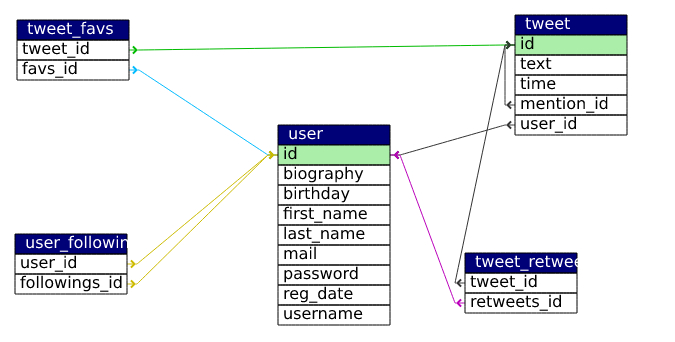 tweet_favs
tweet_id
favs_id
tweet
id
text
time
mention_id
user_id
user
id
biography
birthday
first_name
last_name
mail
password
reg_date
username
user_followin
user_id
followings_id
tweet_retwee
tweet_id
retweets_id